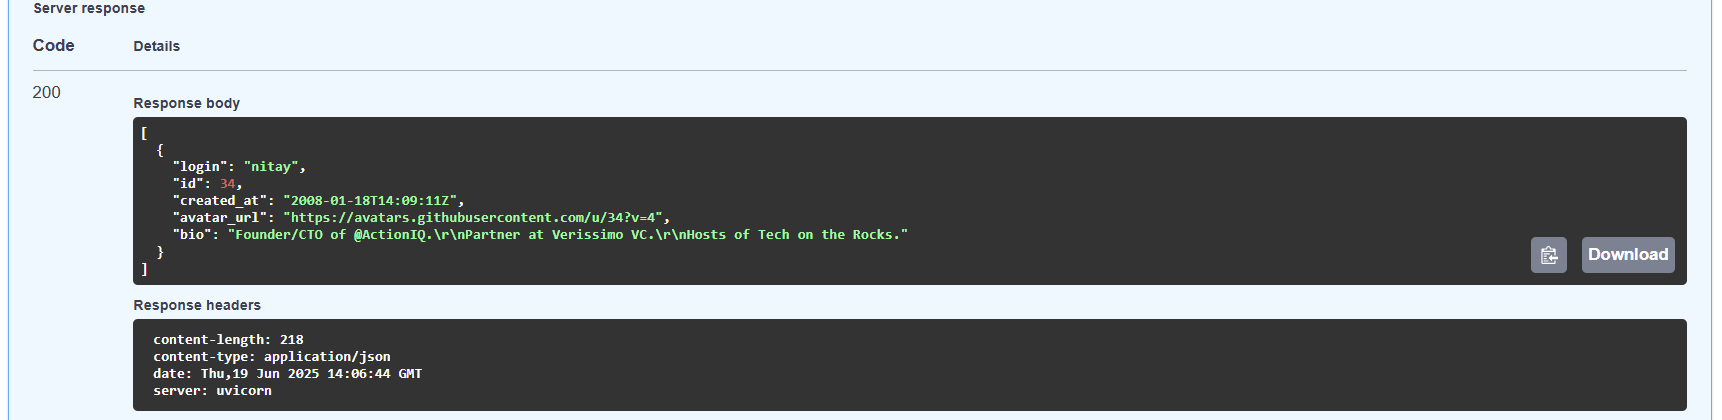 Server response
Code Details
200
Response body
[
  {
    "login": "nitay",
    "id": 34,
    "created_at": "2008-01-18T14:09:11Z",
    "avatar_url": "https://avatars.githubusercontent.com/u/34?v=4",
    "bio": "Founder/CTO of @ActionIQ.\r\nPartner at Verissimo VC.\r\nHosts of Tech on the Rocks."
  }
]
Download
Response headers
content-length: 218
content-type: application/json
date: Thu,19 Jun 2025 14:06:44 GMT
server: uvicorn